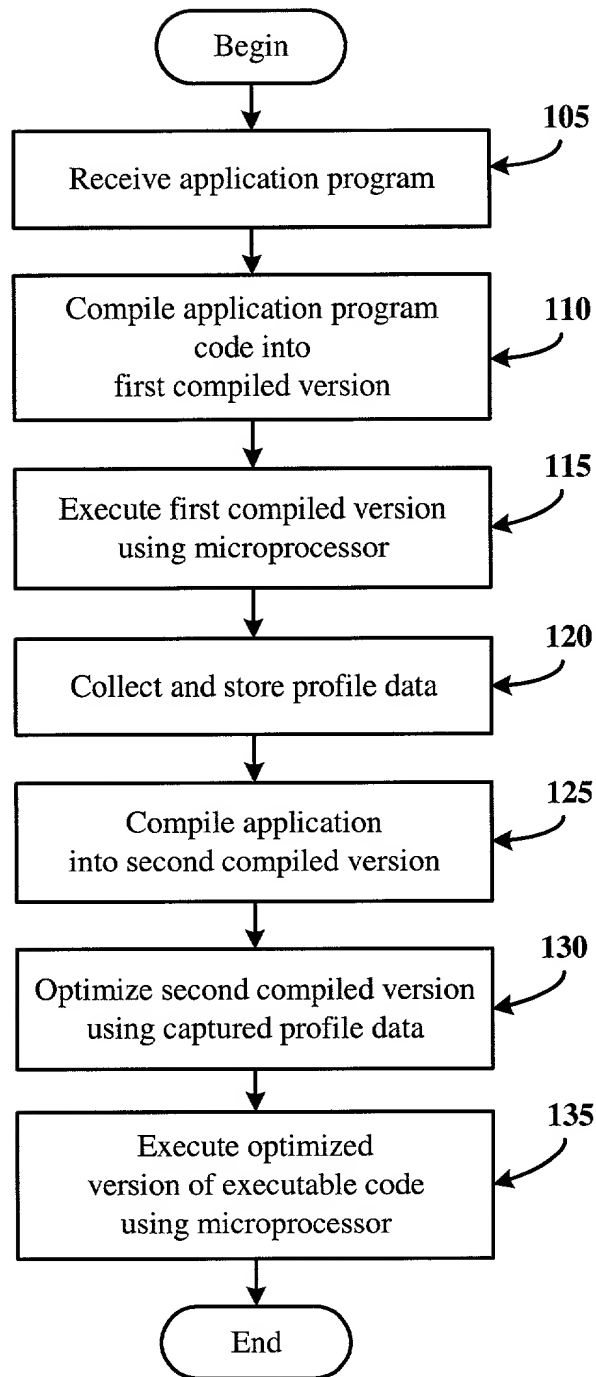 Begin
105
Receive application program
Compile application program
code into
first compiled version
110
115
Execute first compiled version
using microprocessor
120
Collect and store profile data
125
Compile application
into second compiled version
130
Optimize second compiled version
using captured profile data
135
Execute optimized
version of executable code
using microprocessor
End